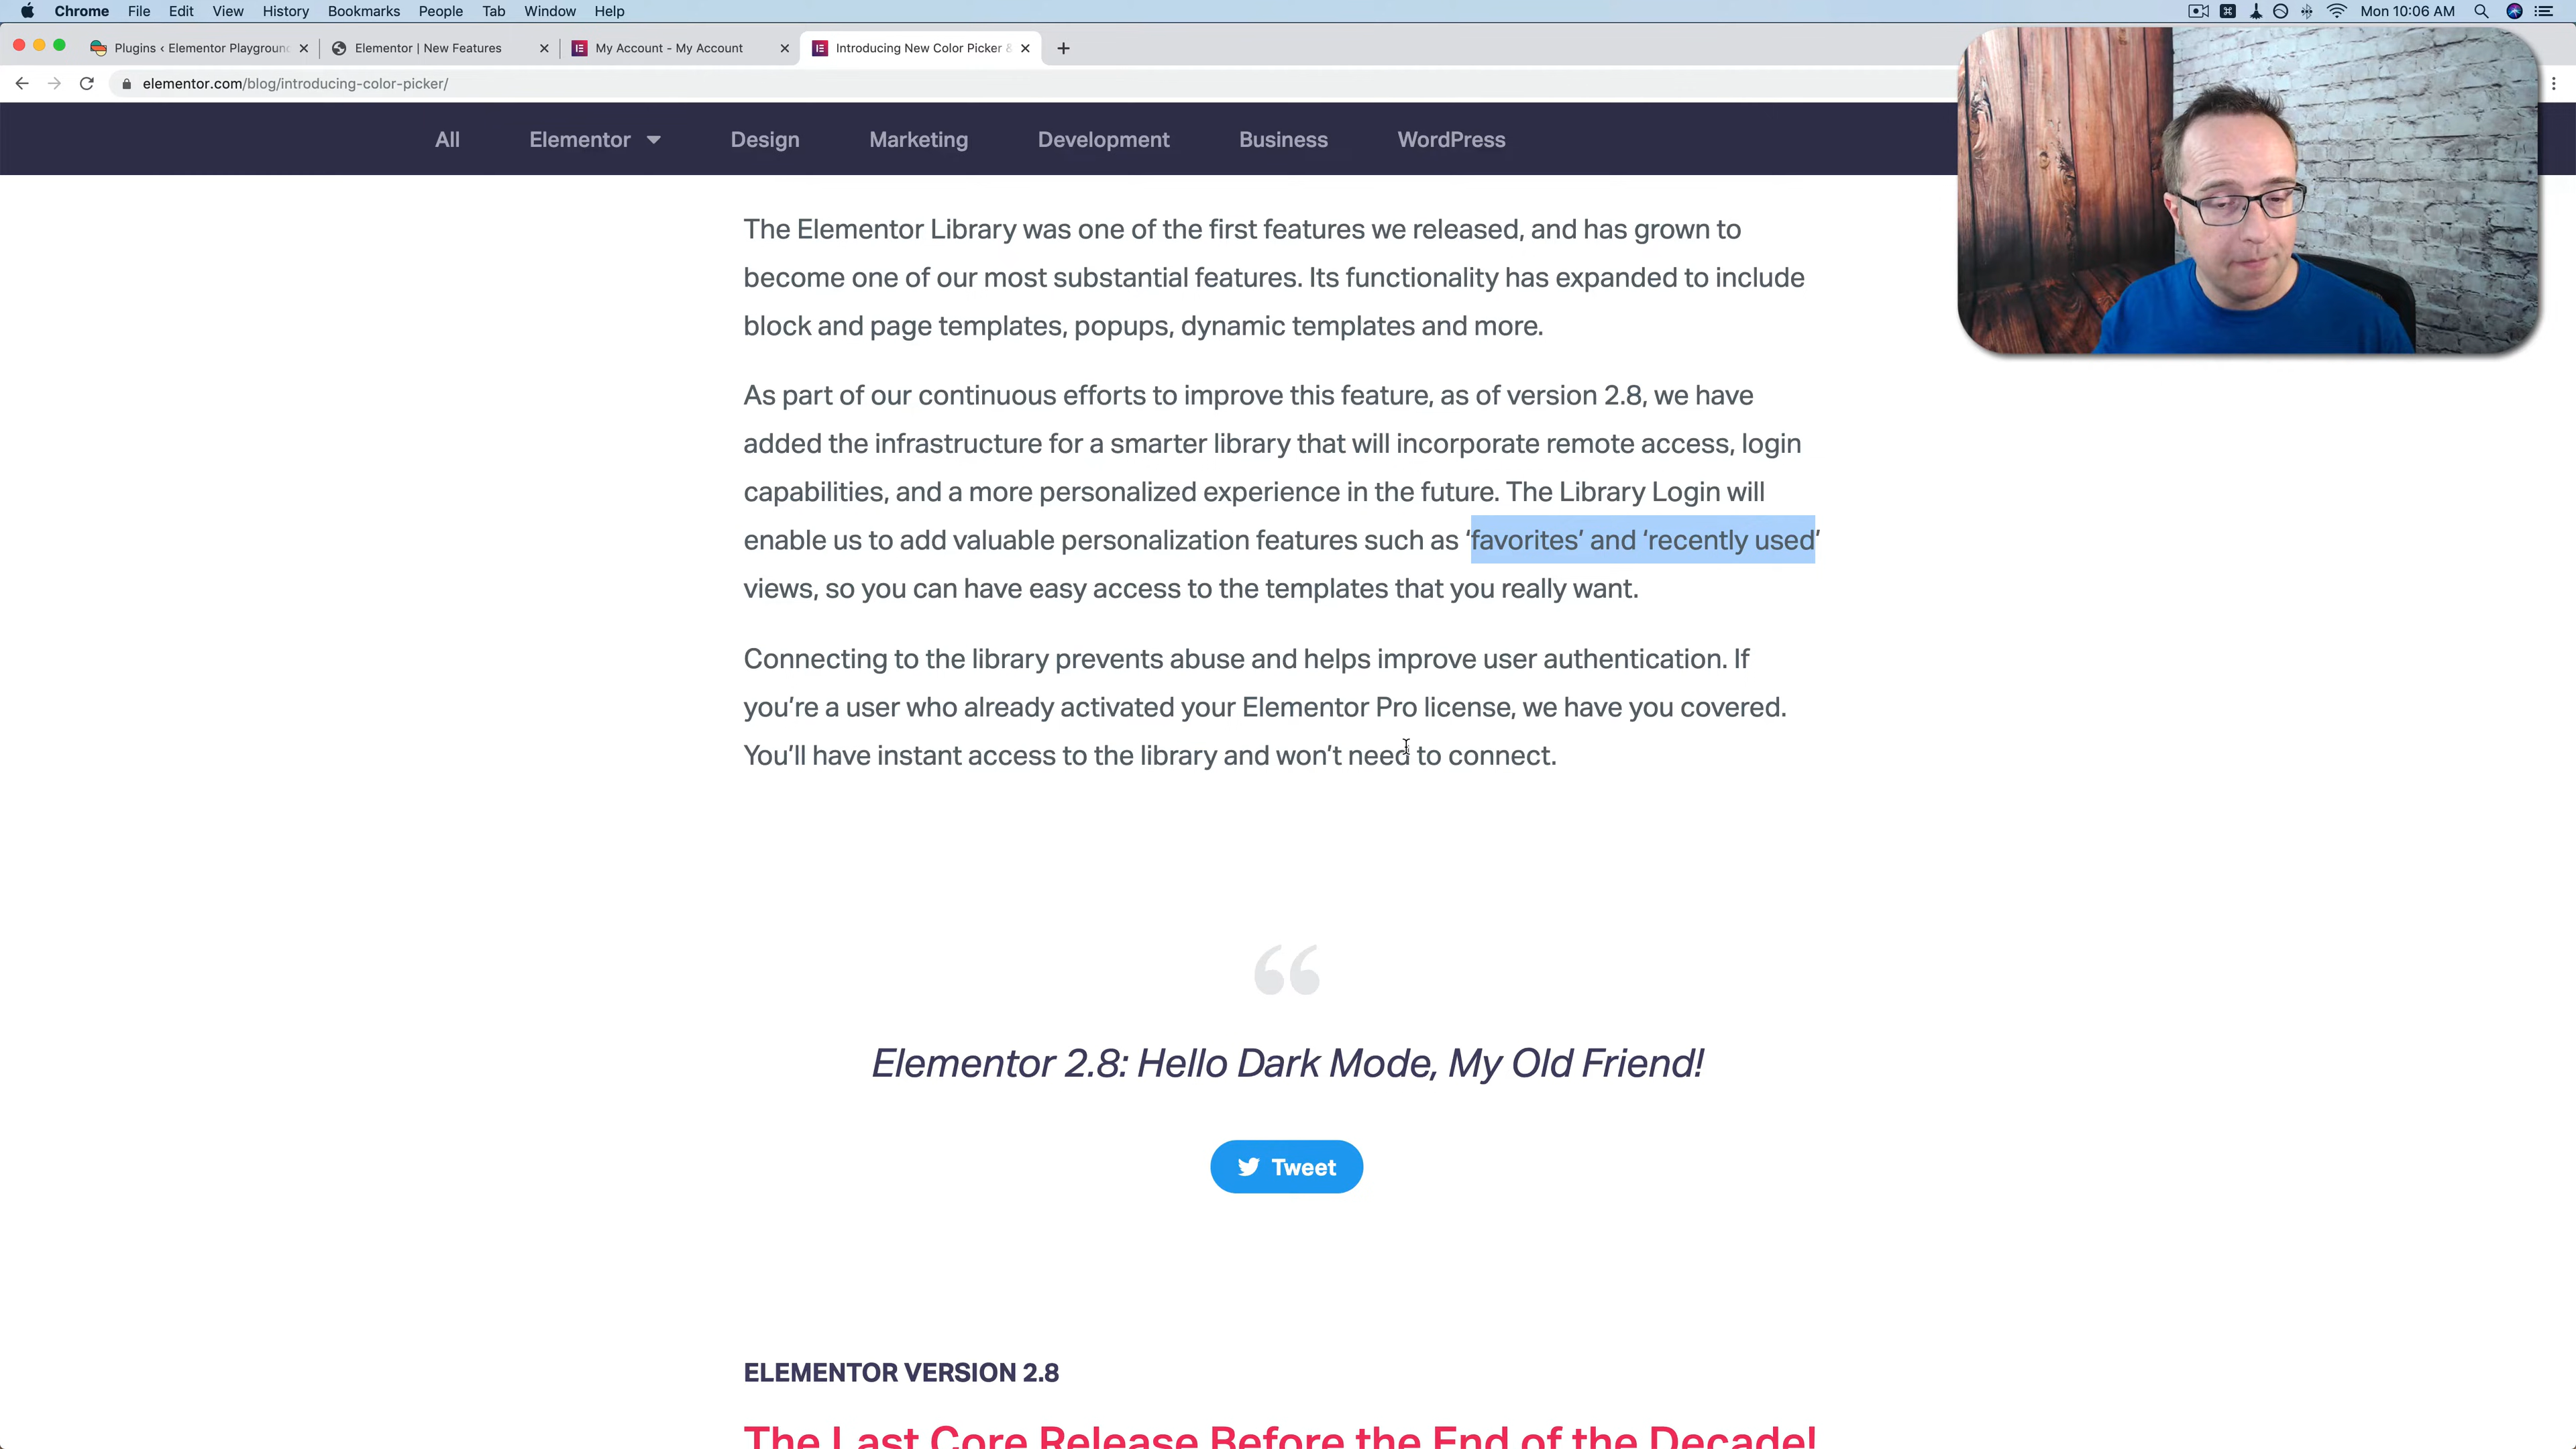 Chrome File Edit View History Bookmarks People Tab Window Help Mon 10:06 AM
Plugins ‹ Elementor Playground Elementor | New Features My Account - My Account Introducing New Color Picker &
elementor.com/blog/introducing-color-picker/
All Elementor Design Marketing Development Business WordPress
The Elementor Library was one of the first features we released, and has grown to
become one of our most substantial features. Its functionality has expanded to include
block and page templates, popups, dynamic templates and more.
As part of our continuous efforts to improve this feature, as of version 2.8, we have
added the infrastructure for a smarter library that will incorporate remote access, login
capabilities, and a more personalized experience in the future. The Library Login will
enable us to add valuable personalization features such as ‘favorites’ and ‘recently used’
views, so you can have easy access to the templates that you really want.
Connecting to the library prevents abuse and helps improve user authentication. If
you’re a user who already activated your Elementor Pro license, we have you covered.
You’ll have instant access to the library and won’t need to connect.
“
Elementor 2.8: Hello Dark Mode, My Old Friend!
Tweet
ELEMENTOR VERSION 2.8
The Last Core Release Before the End of the Decade!